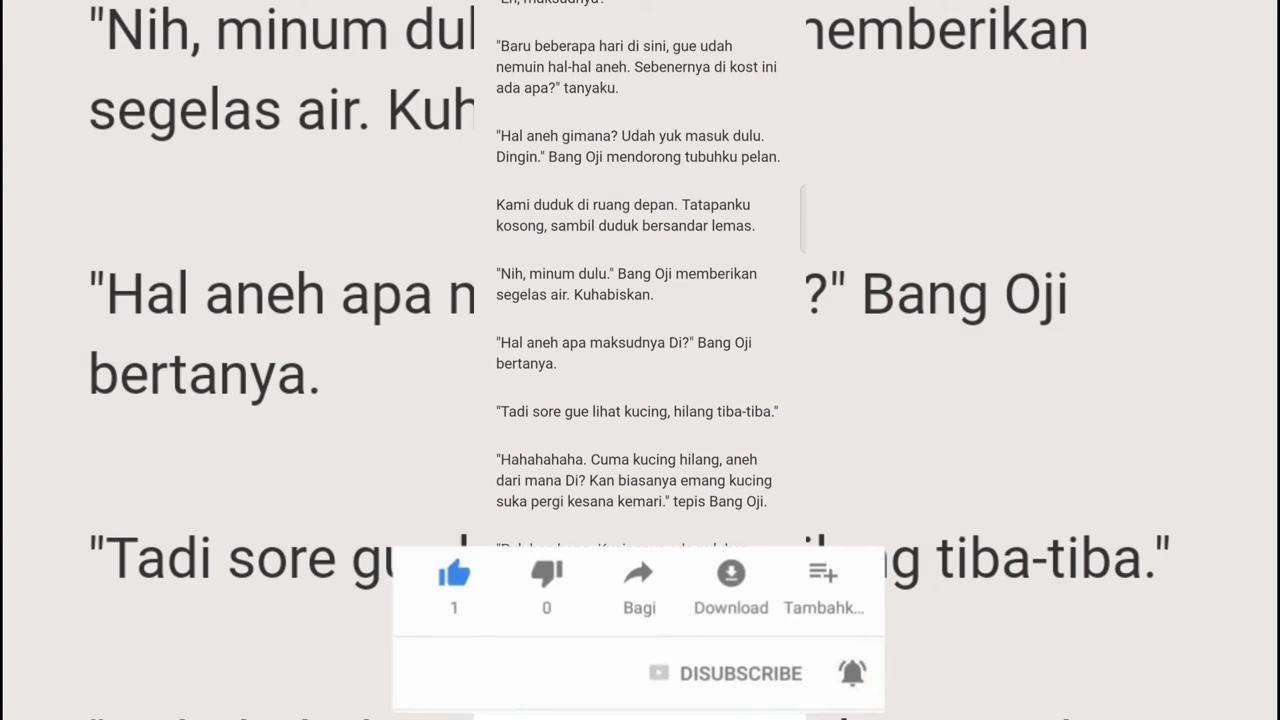 "Nih, minum dul
memberikan
segelas air. Kuh
"Hal aneh apa m
?" Bang Oji
bertanya.
"Tadi sore gu
ng tiba-tiba."
"Eh, maksudnya?"
"Baru beberapa hari di sini, gue udah
nemuin hal-hal aneh. Sebenernya di kost ini
ada apa?" tanyaku.
"Hal aneh gimana? Udah yuk masuk dulu.
Dingin." Bang Oji mendorong tubuhku pelan.
Kami duduk di ruang depan. Tatapanku
kosong, sambil duduk bersandar lemas.
"Nih, minum dulu." Bang Oji memberikan
segelas air. Kuhabiskan.
"Hal aneh apa maksudnya Di?" Bang Oji
bertanya.
"Tadi sore gue lihat kucing, hilang tiba-tiba."
"Hahahahaha. Cuma kucing hilang, aneh
dari mana Di? Kan biasanya emang kucing
suka pergi kesana kemari." tepis Bang Oji.
1
0
Bagi
Download
Tambahk...
DISUBSCRIBE